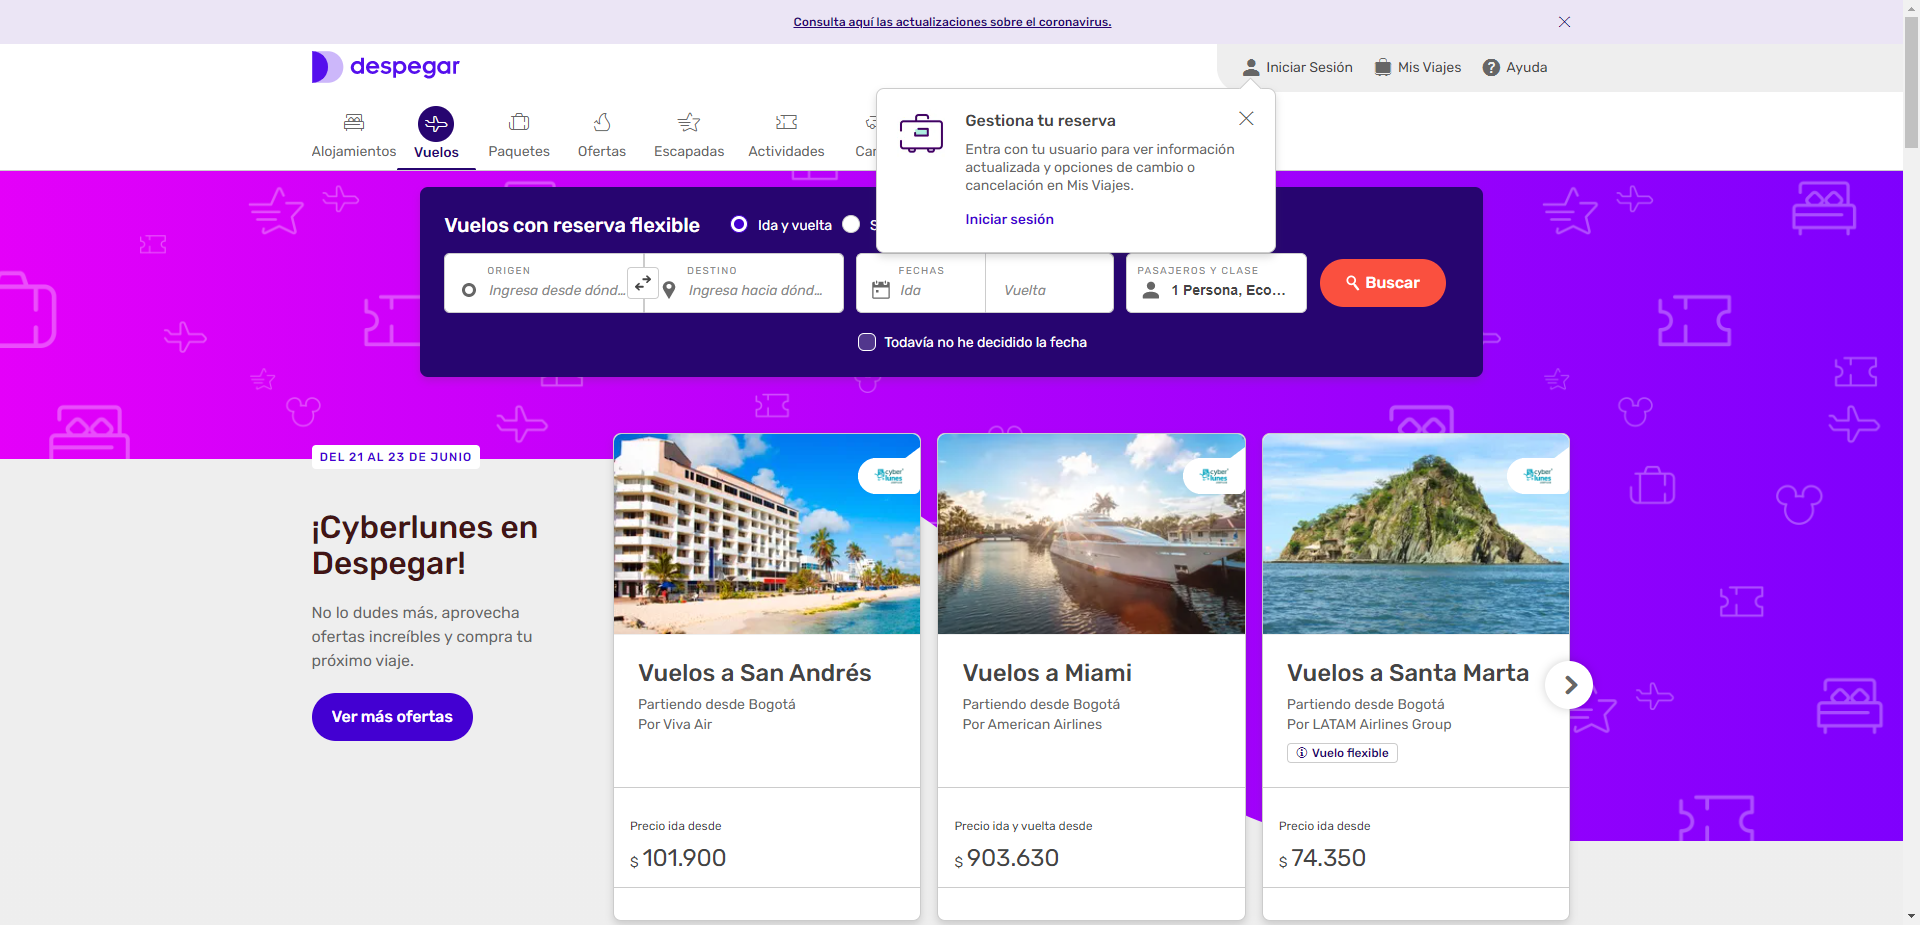 Consulta aquí las actualizaciones sobre el coronavirus.
despegar
Iniciar Sesión
Mis Viajes
Ayuda
Alojamientos
Vuelos
Paquetes
Ofertas
Escapadas
Actividades
Gestiona tu reserva
Entra con tu usuario para ver información
actualizada y opciones de cambio o
cancelación en Mis Viajes.
Iniciar sesión
Vuelos con reserva flexible
Ida y vuelta
ORIGEN
Ingresa desde dónd...
DESTINO
Ingresa hacia dónd...
FECHAS
Ida
Vuelta
PASAJEROS Y CLASE
1 Persona, Eco...
Buscar
Todavía no he decidido la fecha
DEL 21 AL 23 DE JUNIO
¡Cyberlunes en
Despegar!
No lo dudes más, aprovecha
ofertas increíbles y compra tu
próximo viaje.
Ver más ofertas
cyber
lunes
Vuelos a San Andrés
Partiendo desde Bogotá
Por Viva Air
Precio ida desde
$ 101.900
cyber
lunes
Vuelos a Miami
Partiendo desde Bogotá
Por American Airlines
Precio ida y vuelta desde
$ 903.630
cyber
lunes
Vuelos a Santa Marta
Partiendo desde Bogotá
Por LATAM Airlines Group
Vuelo flexible
Precio ida desde
$ 74.350